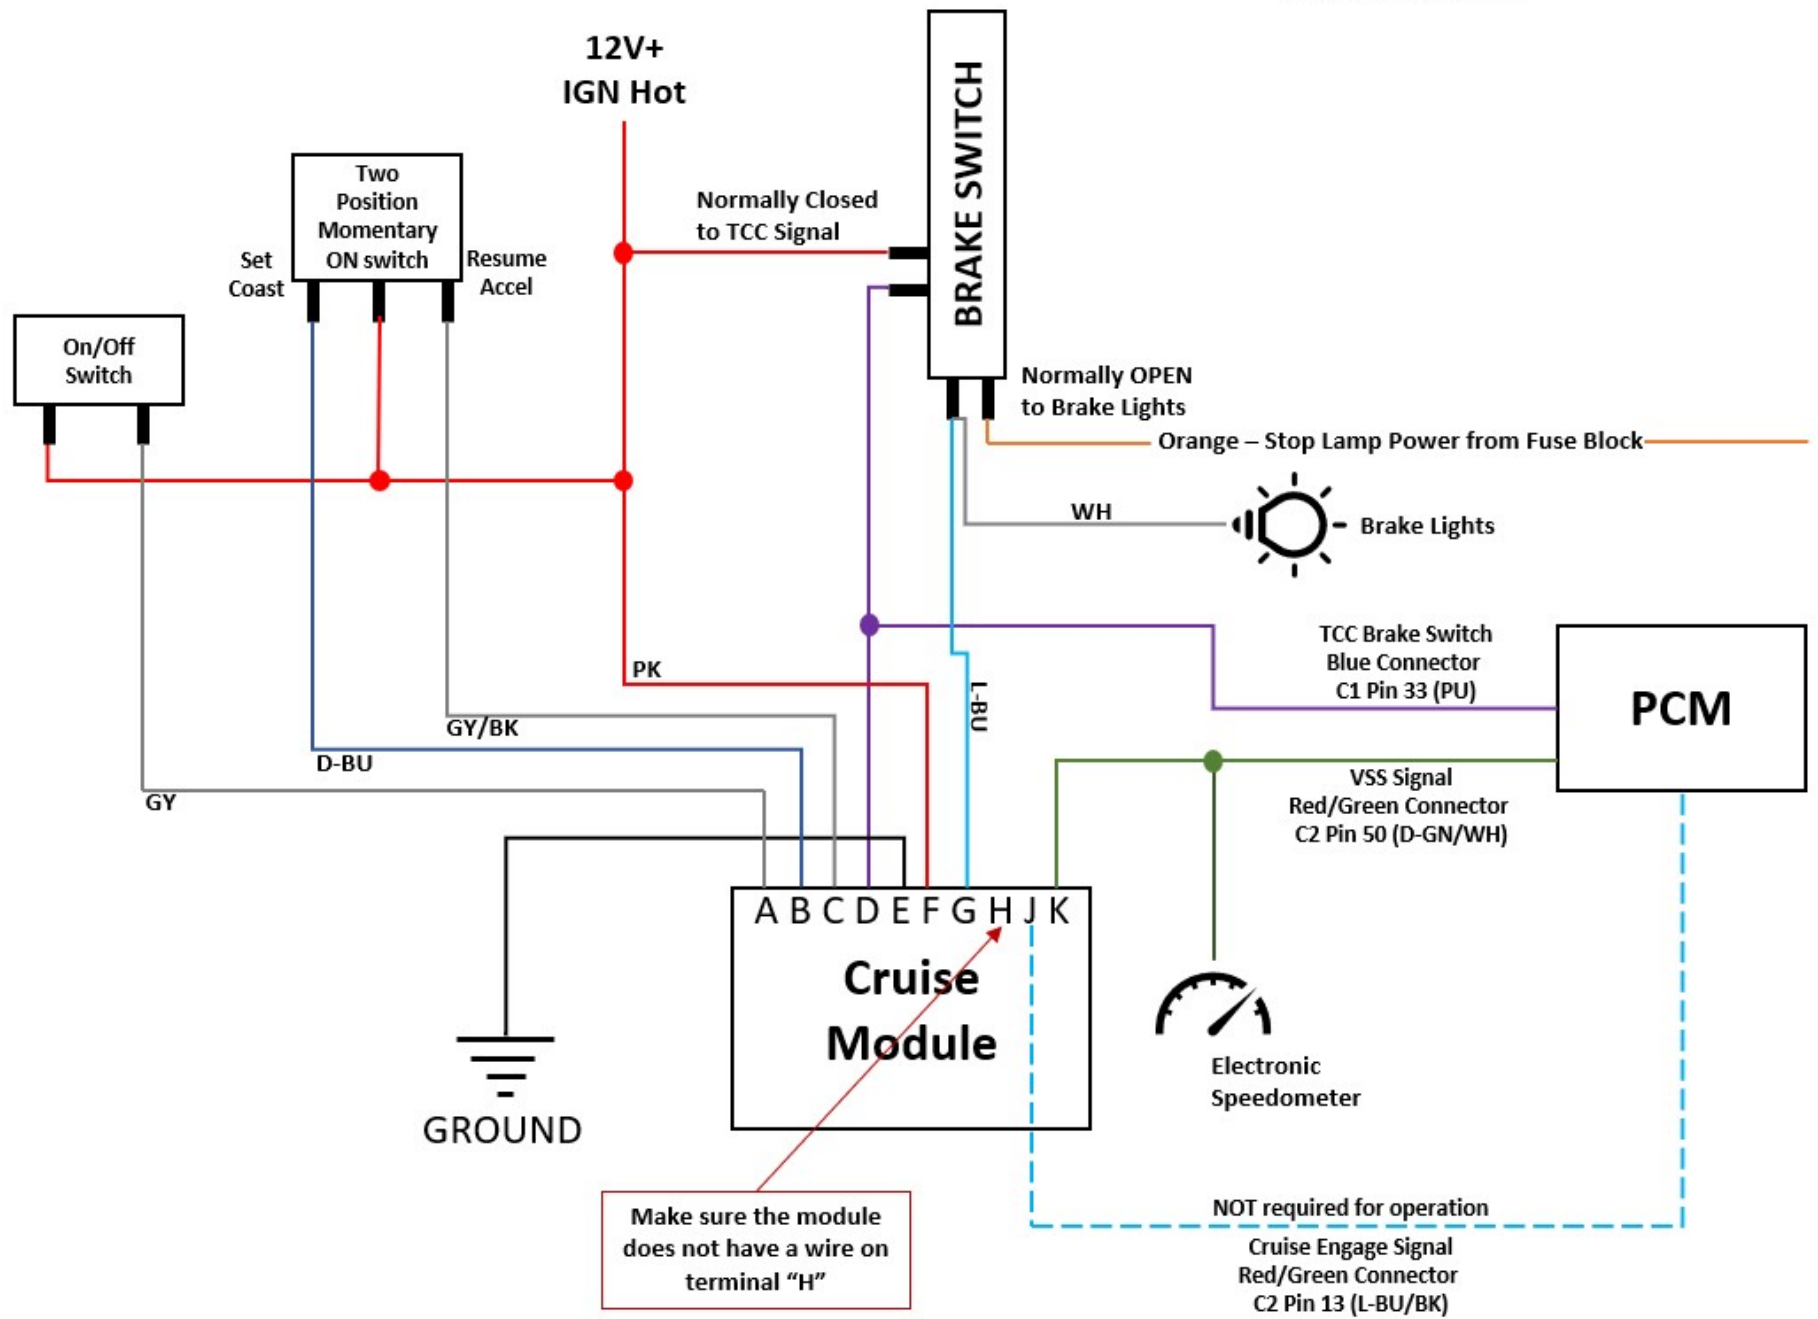 12V+
IGN Hot
BRAKE SWITCH
Two
Position
Momentary
ON switch
Set
Coast
Resume
Accel
Normally Closed
to TCC Signal
On/Off
Switch
Normally OPEN
to Brake Lights
Orange – Stop Lamp Power from Fuse Block
WH
Brake Lights
TCC Brake Switch
Blue Connector
C1 Pin 33 (PU)
PCM
PK
L-BU
GY/BK
D-BU
GY
VSS Signal
Red/Green Connector
C2 Pin 50 (D-GN/WH)
A B C D E F G H J K
Cruise
Module
GROUND
Electronic
Speedometer
Make sure the module
does not have a wire on
terminal “H”
NOT required for operation
Cruise Engage Signal
Red/Green Connector
C2 Pin 13 (L-BU/BK)